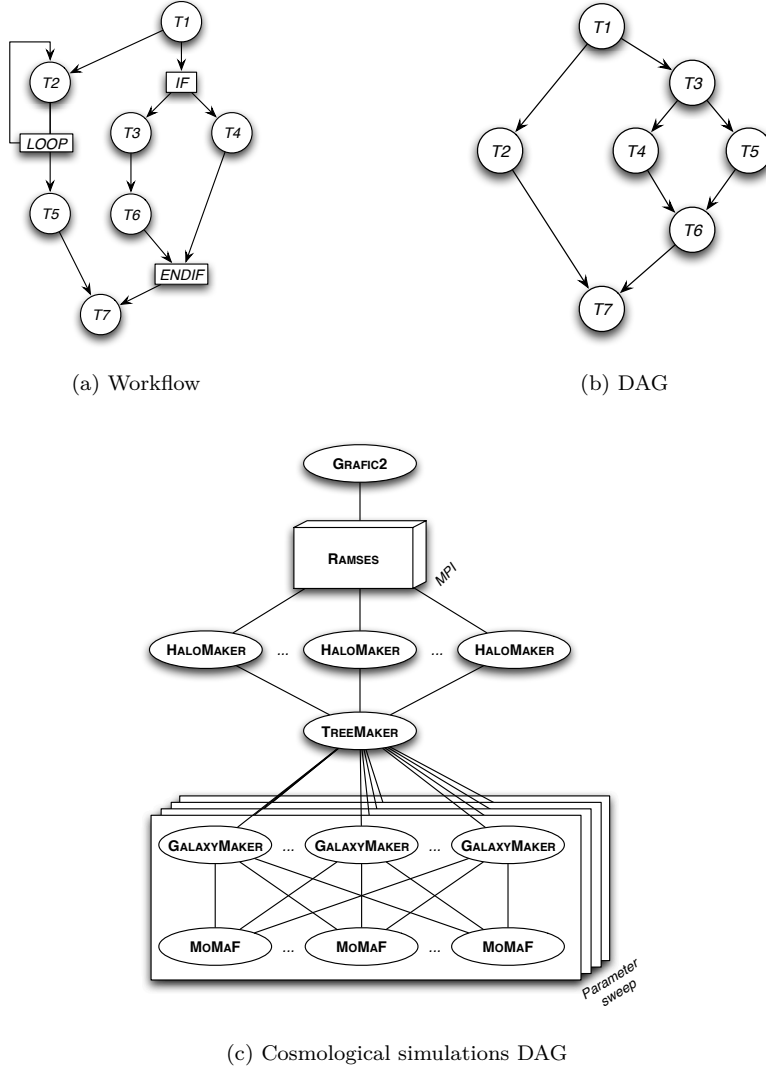 T1
T2
IF
T3
T4
LOOP
T5
T6
ENDIF
T7
(a) Workflow
T1
T3
T2
T4
T5
T6
T7
(b) DAG
GRAFIC2
RAMSES
MPI
HALOMAKER ... HALOMAKER ... HALOMAKER
TREEMAKER
GALAXYMAKER ... GALAXYMAKER ... GALAXYMAKER
MOMAF ... MOMAF ... MOMAF
Parameter
sweep
(c) Cosmological simulations DAG